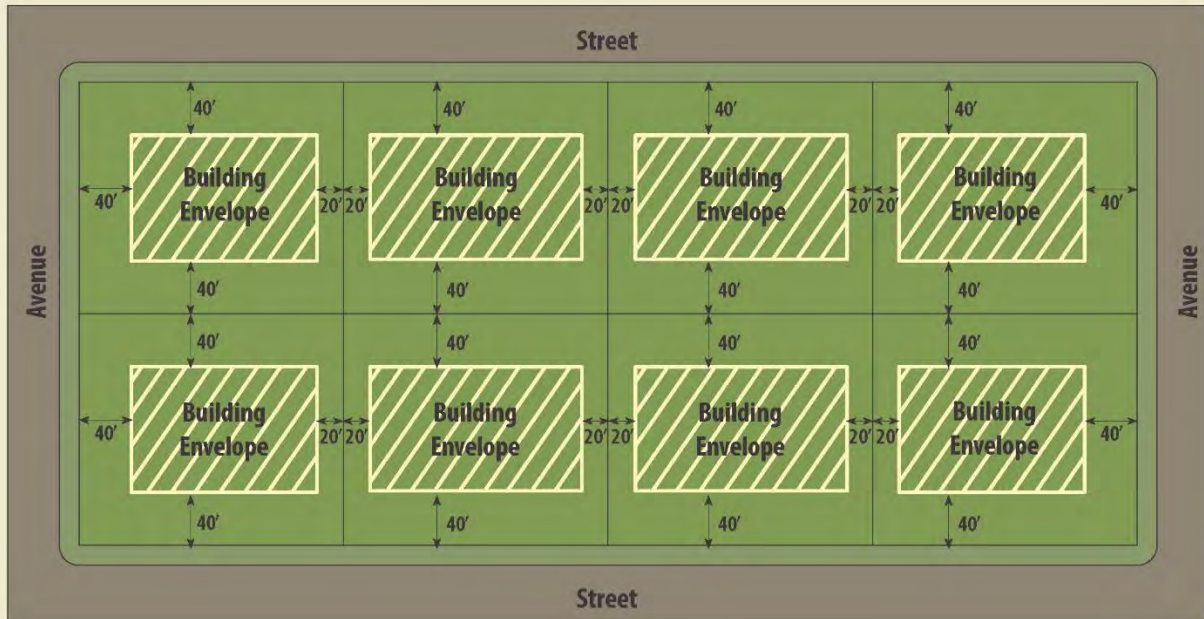 Street
40' 40' 40' 40'
Building Building Building Building
Envelope Envelope Envelope Envelope
40' 20' 20' 20' 20' 20' 20' 40'
40' 40' 40' 40'
Avenue
Avenue
40' 40' 40' 40'
Building Building Building Building
Envelope Envelope Envelope Envelope
40' 20' 20' 20' 20' 20' 20' 40'
40' 40' 40' 40'
Street